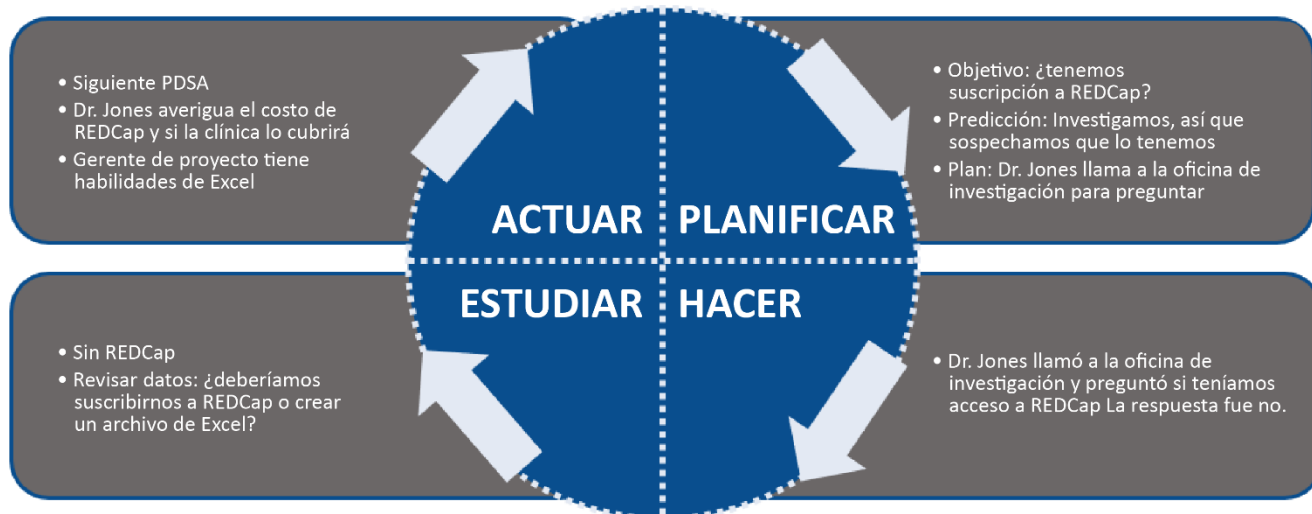 • Siguiente PDSA
• Dr. Jones averigua el costo de
REDCap y si la clínica lo cubrirá
• Gerente de proyecto tiene
habilidades de Excel
• Objetivo: ¿tenemos
suscripción a REDCap?
• Predicción: Investigamos, así que
sospechamos que lo tenemos
• Plan: Dr. Jones llama a la oficina de
investigación para preguntar
ACTUAR
PLANIFICAR
ESTUDIAR
HACER
• Sin REDCap
• Revisar datos: ¿deberíamos
suscribirnos a REDCap o crear
un archivo de Excel?
• Dr. Jones llamó a la oficina de
investigación y preguntó si teníamos
acceso a REDCap La respuesta fue no.